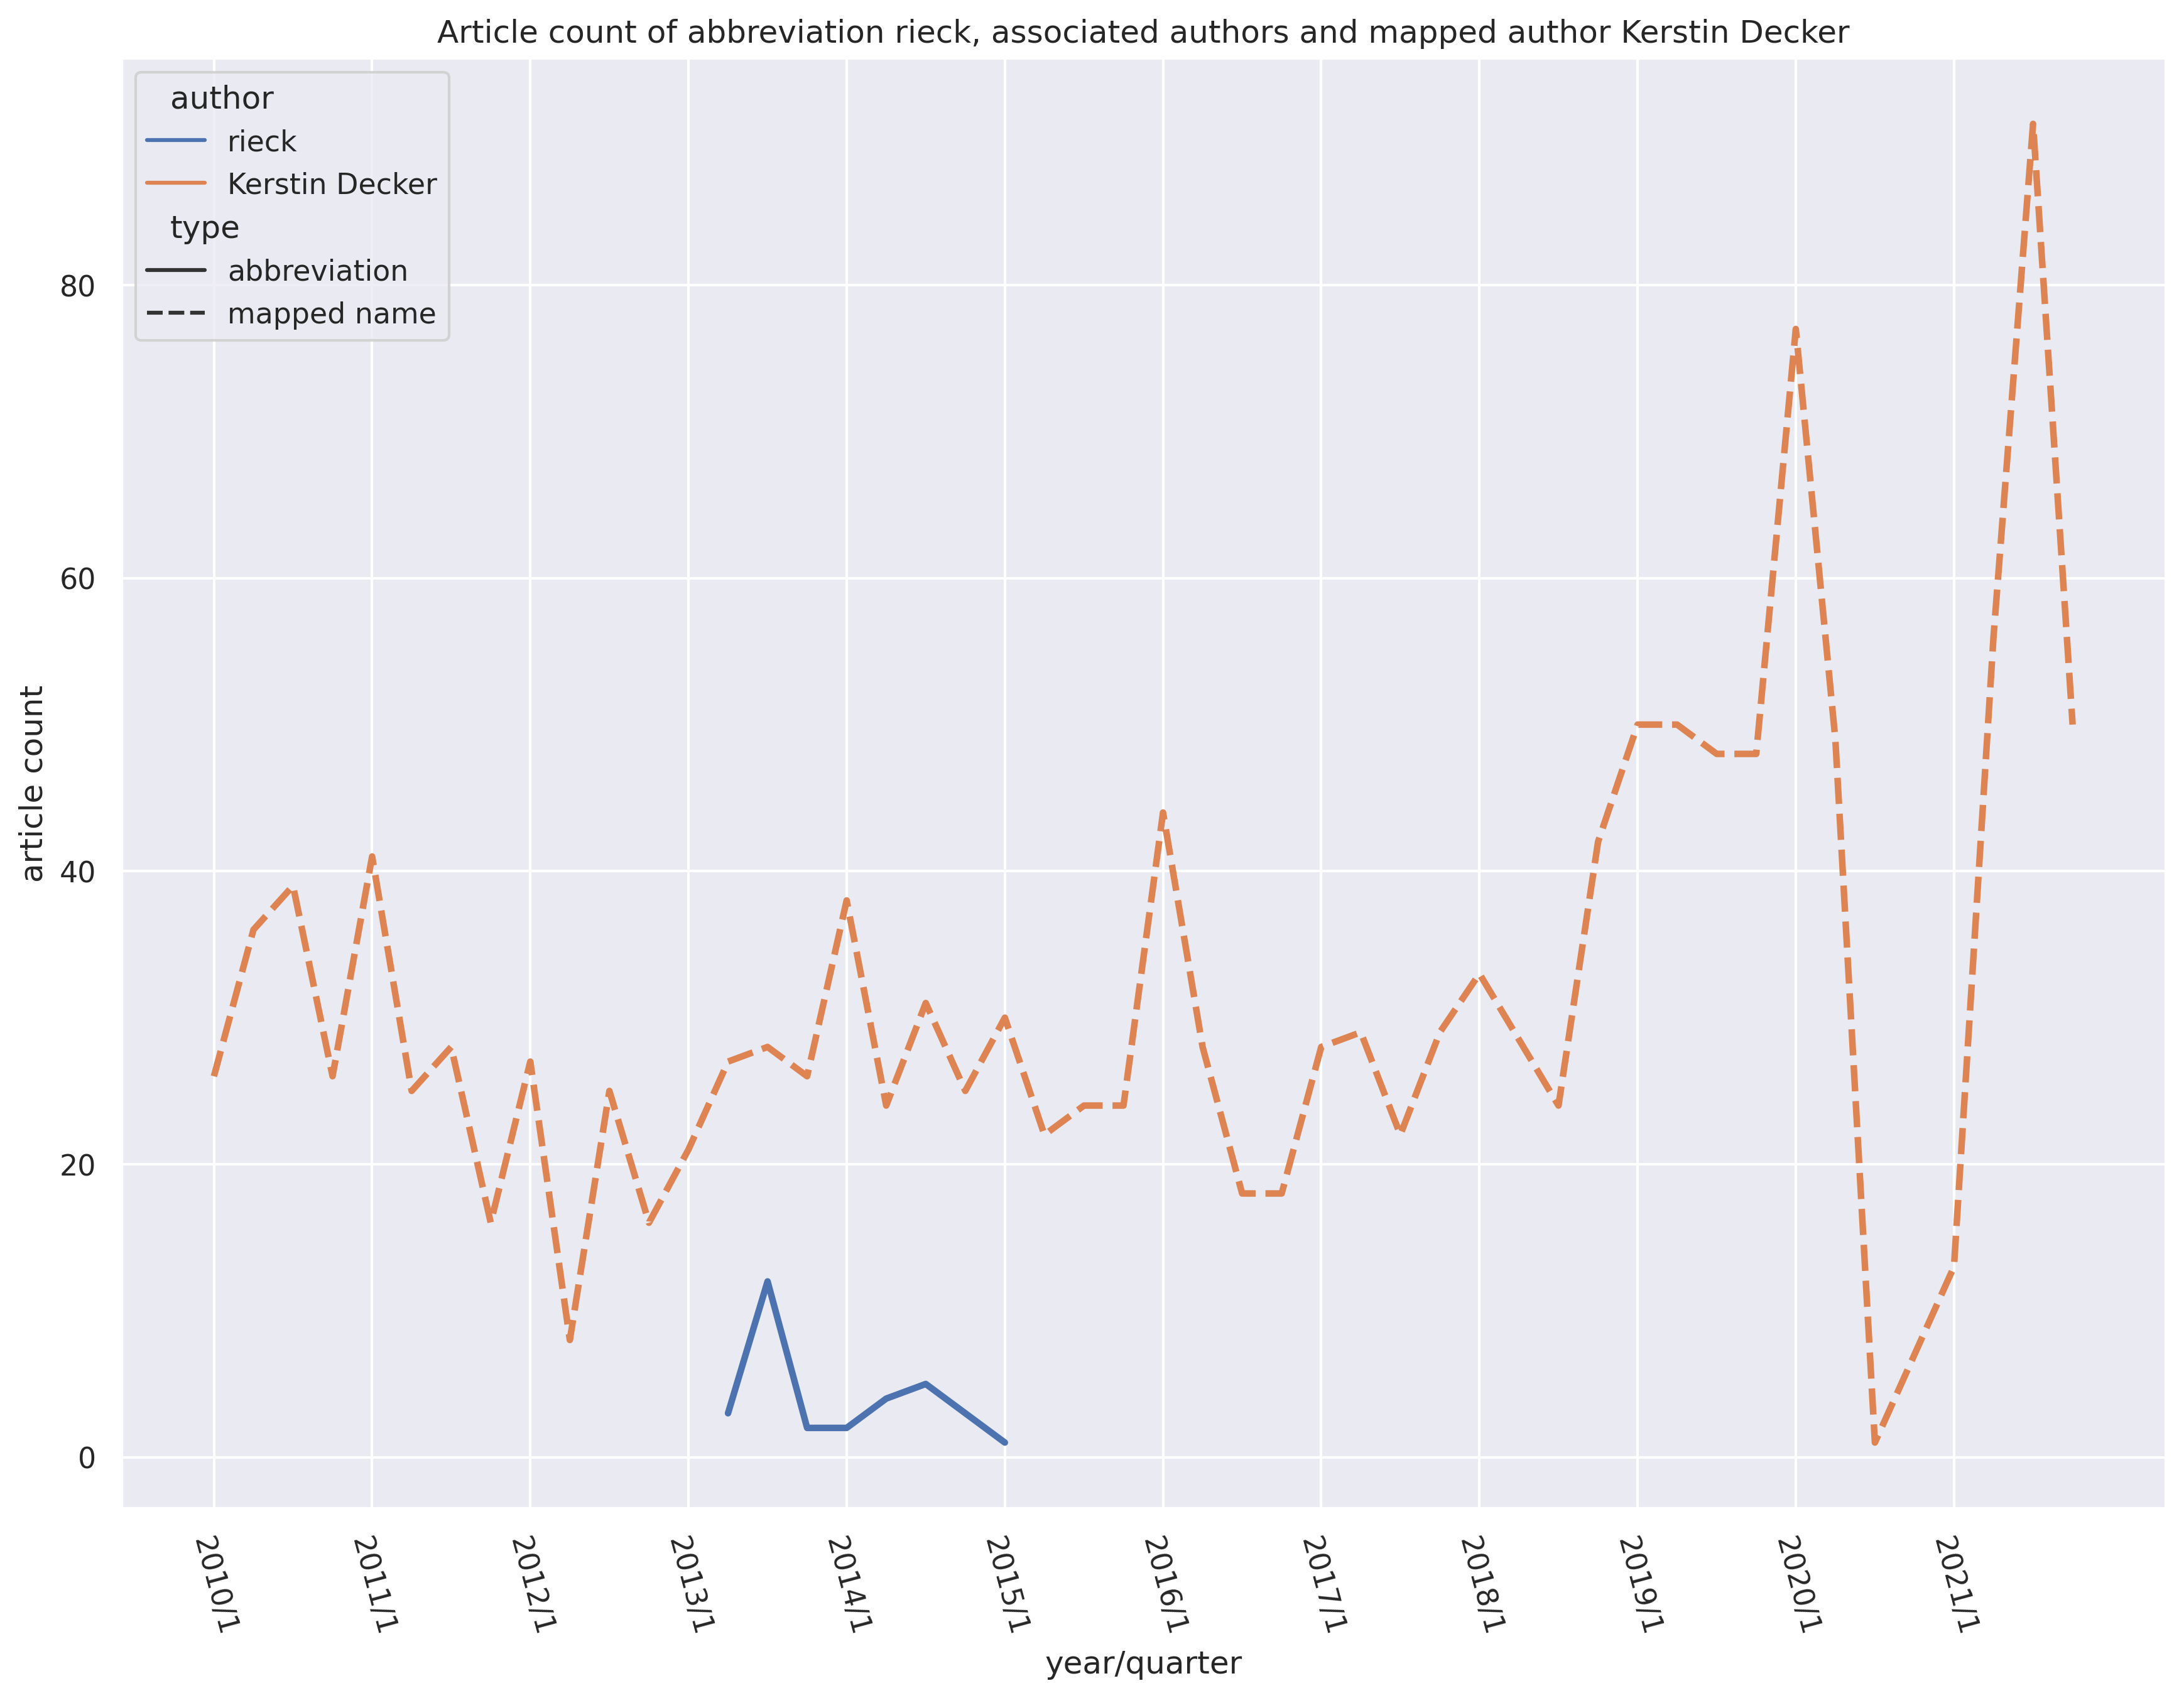 Article count of abbreviation rieck, associated authors and mapped author Kerstin Decker
author
rieck
Kerstin Decker
type
abbreviation
mapped name
article count
80
60
40
20
0
2010/1
2011/1
2012/1
2013/1
2014/1
2015/1
2016/1
2017/1
2018/1
2019/1
2020/1
2021/1
year/quarter